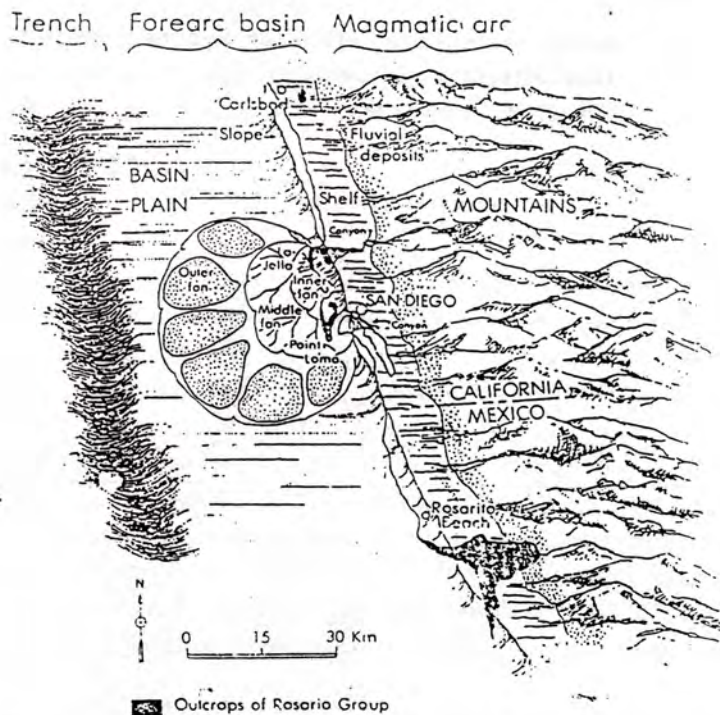 Trench Forearc basin Magmatic arc
Carlsbad
Slope
Fluvial
deposits
BASIN
PLAIN
Shelf
MOUNTAINS
Canyon
La
Jolla
Outer
fan
Inner
fan
SAN DIEGO
Middle
fan
Canyon
Point
Loma
CALIFORNIA
MEXICO
Rosarito
Beach
N
0 15 30 Km
Outcrops of Rosario Group